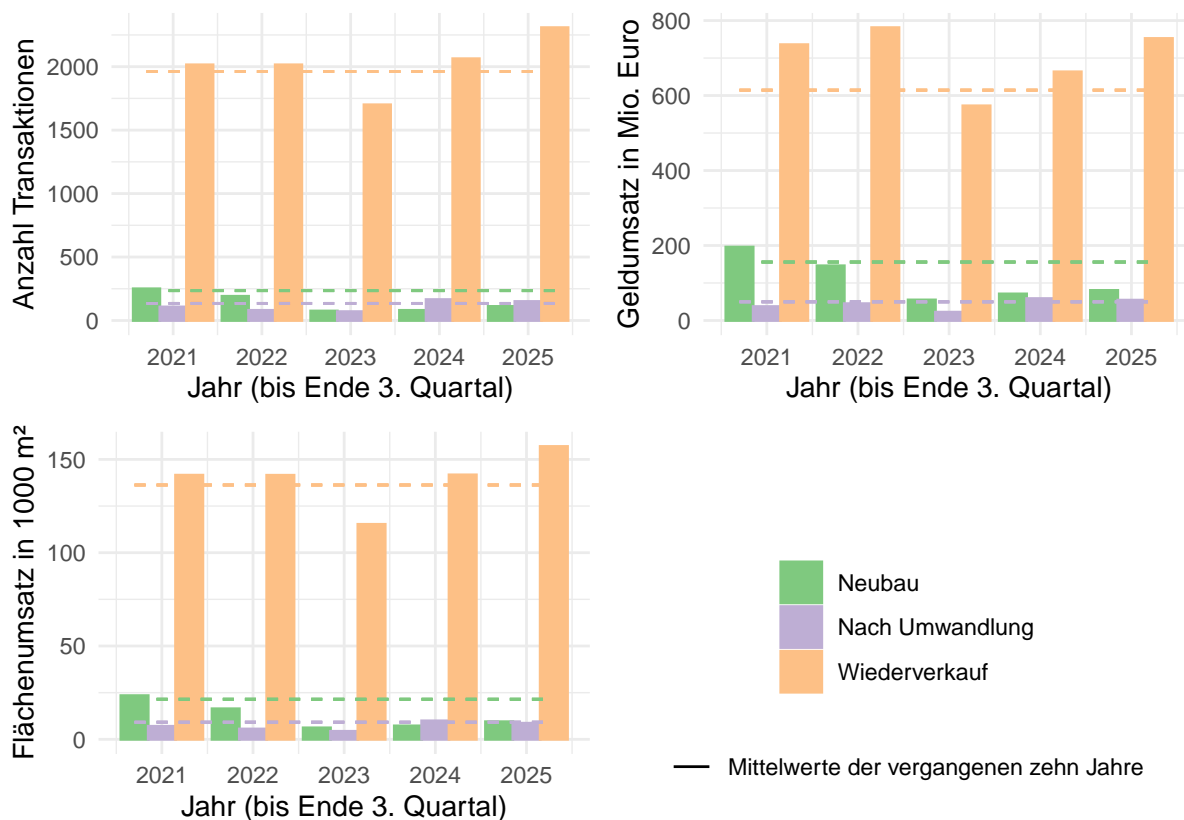 Anzahl Transaktionen
2000
1500
1000
500
0
2021 2022 2023 2024 2025
Jahr (bis Ende 3. Quartal)
Geldumsatz in Mio. Euro
800
600
400
200
0
2021 2022 2023 2024 2025
Jahr (bis Ende 3. Quartal)
Flächenumsatz in 1000 m²
150
100
50
0
2021 2022 2023 2024 2025
Jahr (bis Ende 3. Quartal)
Neubau
Nach Umwandlung
Wiederverkauf
Mittelwerte der vergangenen zehn Jahre